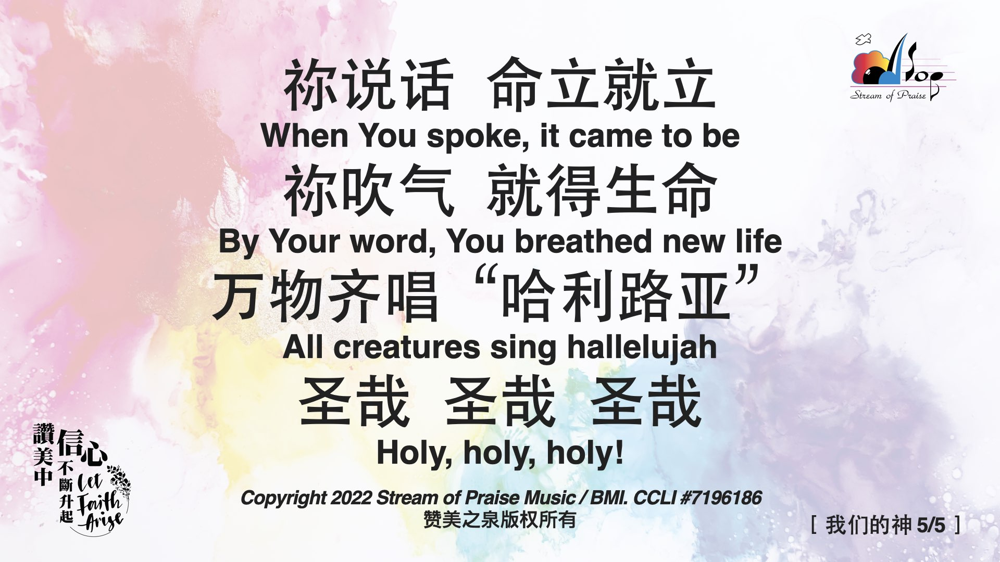 祢说话 命立就立
When You spoke, it came to be
祢吹气 就得生命
By Your word, You breathed new life
万物齐唱 “哈利路亚”
All creatures sing hallelujah
圣哉 圣哉 圣哉
Holy, holy, holy!
Copyright 2022 Stream of Praise Music / BMI. CCLI #7196186
赞美之泉版权所有
[ 我们的神 5/5 ]
sop
Stream of Praise
讚美中
信心
不斷升起
Let
Faith
Arise